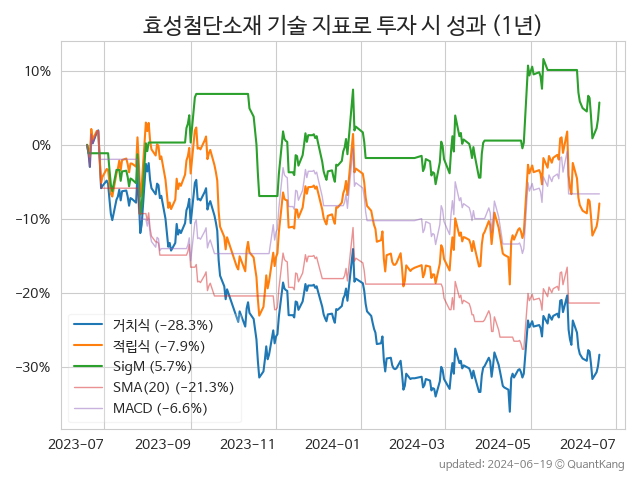 효성첨단소재 기술 지표로 투자 시 성과 (1년)
10%
0%
−10%
−20%
−30%
거치식 (−28.3%)
적립식 (−7.9%)
SigM (5.7%)
SMA(20) (−21.3%)
MACD (−6.6%)
2023−07 2023−09 2023−11 2024−01 2024−03 2024−05 2024−07
updated: 2024−06−19 © QuantKang